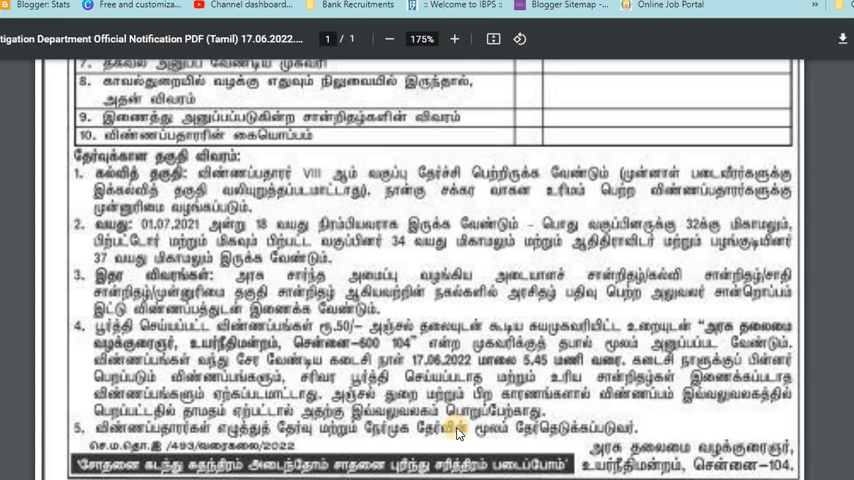 Blogger: Stats Free and customiza... Channel dashboard... Bank Recruitments :: Welcome to IBPS :: Blogger Sitemap -... Online Job Portal »
tigation Department Official Notification PDF (Tamil) 17.06.2022.... 1 / 1 — 175% +
7. தகவல் அனுப்ப வேண்டிய முகவரி
8. காவல்துறையில் வழக்கு எதுவும் நிலுவையில் இருந்தால்,
அதன் விவரம்
9. இணைத்து அனுப்பப்படுகின்ற சான்றிதழ்களின் விவரம்
10. விண்ணப்பதாரரின் கையொப்பம்
தேர்வுக்கான தகுதி விவரம்:
1. கல்வித் தகுதி: விண்ணப்பதாரர் VIII ஆம் வகுப்பு தேர்ச்சி பெற்றிருக்க வேண்டும் (முன்னாள் படைவீரர்களுக்கு
இக்கல்வித் தகுதி வலியுறுத்தப்படமாட்டாது). நான்கு சக்கர வாகன உரிமம் பெற்ற விண்ணப்பதாரர்களுக்கு
முன்னுரிமை வழங்கப்படும்.
2. வயது: 01.07.2021 அன்று 18 வயது நிரம்பியவராக இருக்க வேண்டும் - பொது வகுப்பினருக்கு 32க்கு மிகாமலும்,
பிற்பட்டோர் மற்றும் மிகவும் பிற்பட்ட வகுப்பினர் 34 வயது மிகாமலும் மற்றும் ஆதிதிராவிடர் மற்றும் பழங்குடியினர்
37 வயது மிகாமலும் இருக்க வேண்டும்.
3. இதர விவரங்கள்: அரசு சார்ந்த அமைப்பு வழங்கிய அடையாளச் சான்றிதழ்/கல்வி சான்றிதழ்/சாதி
சான்றிதழ்/முன்னுரிமை தகுதி சான்றிதழ் ஆகியவற்றின் நகல்களில் அரசிதழ் பதிவு பெற்ற அலுவலர் சான்றொப்பம்
இட்டு விண்ணப்பத்துடன் இணைக்க வேண்டும்.
4. பூர்த்தி செய்யப்பட்ட விண்ணப்பங்கள் ரூ.50/- அஞ்சல் தலையுடன் கூடிய சுயமுகவரியிட்ட உறையுடன் “அரசு தலைமை
வழக்குரைஞர், உயர்நீதிமன்றம், சென்னை-600 104” என்ற முகவரிக்குத் தபால் மூலம் அனுப்பப்பட வேண்டும்.
விண்ணப்பங்கள் வந்து சேர வேண்டிய கடைசி நாள் 17.06.2022 மாலை 5.45 மணி வரை. கடைசி நாளுக்குப் பின்னர்
பெறப்படும் விண்ணப்பங்களும், சரிவர பூர்த்தி செய்யபடாத மற்றும் உரிய சான்றிதழ்கள் இணைக்கப்படாத
விண்ணப்பங்களும் ஏற்கப்படமாட்டாது. அஞ்சல் துறை மற்றும் பிற காரணங்களால் விண்ணப்பம் இவ்வலுவலகத்தில்
பெறப்பட்டதில் தாமதம் ஏற்பட்டால் அதற்கு இவ்வலுவலகம் பொறுப்பேற்காது.
5. விண்ணப்பதாரர்கள் எழுத்துத் தேர்வு மற்றும் நேர்முக தேர்வின் மூலம் தேர்ந்தெடுக்கப்படுவர்.
செ.ம.தொ.இ /493/வரைகலை/2022
அரசு தலைமை வழக்குரைஞர்,
‘சோதனை கடந்து சுதந்திரம் அடைந்தோம் சாதனை புரிந்து சரித்திரம் படைப்போம்’
உயர்நீதிமன்றம், சென்னை-104.